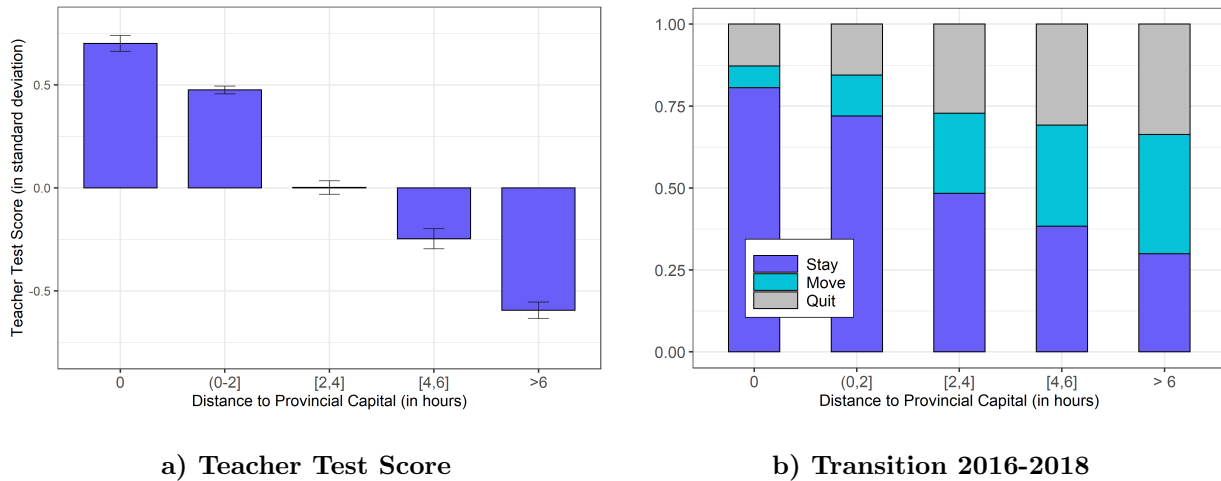 Teacher Test Score (in standard deviation)
0.5
0.0
-0.5
0 (0-2] [2,4] [4,6] >6
Distance to Provincial Capital (in hours)
a) Teacher Test Score
1.00
0.75
0.50
0.25
0.00
Stay
Move
Quit
0 (0,2] [2,4] [4,6] > 6
Distance to Provincial Capital (in hours)
b) Transition 2016-2018